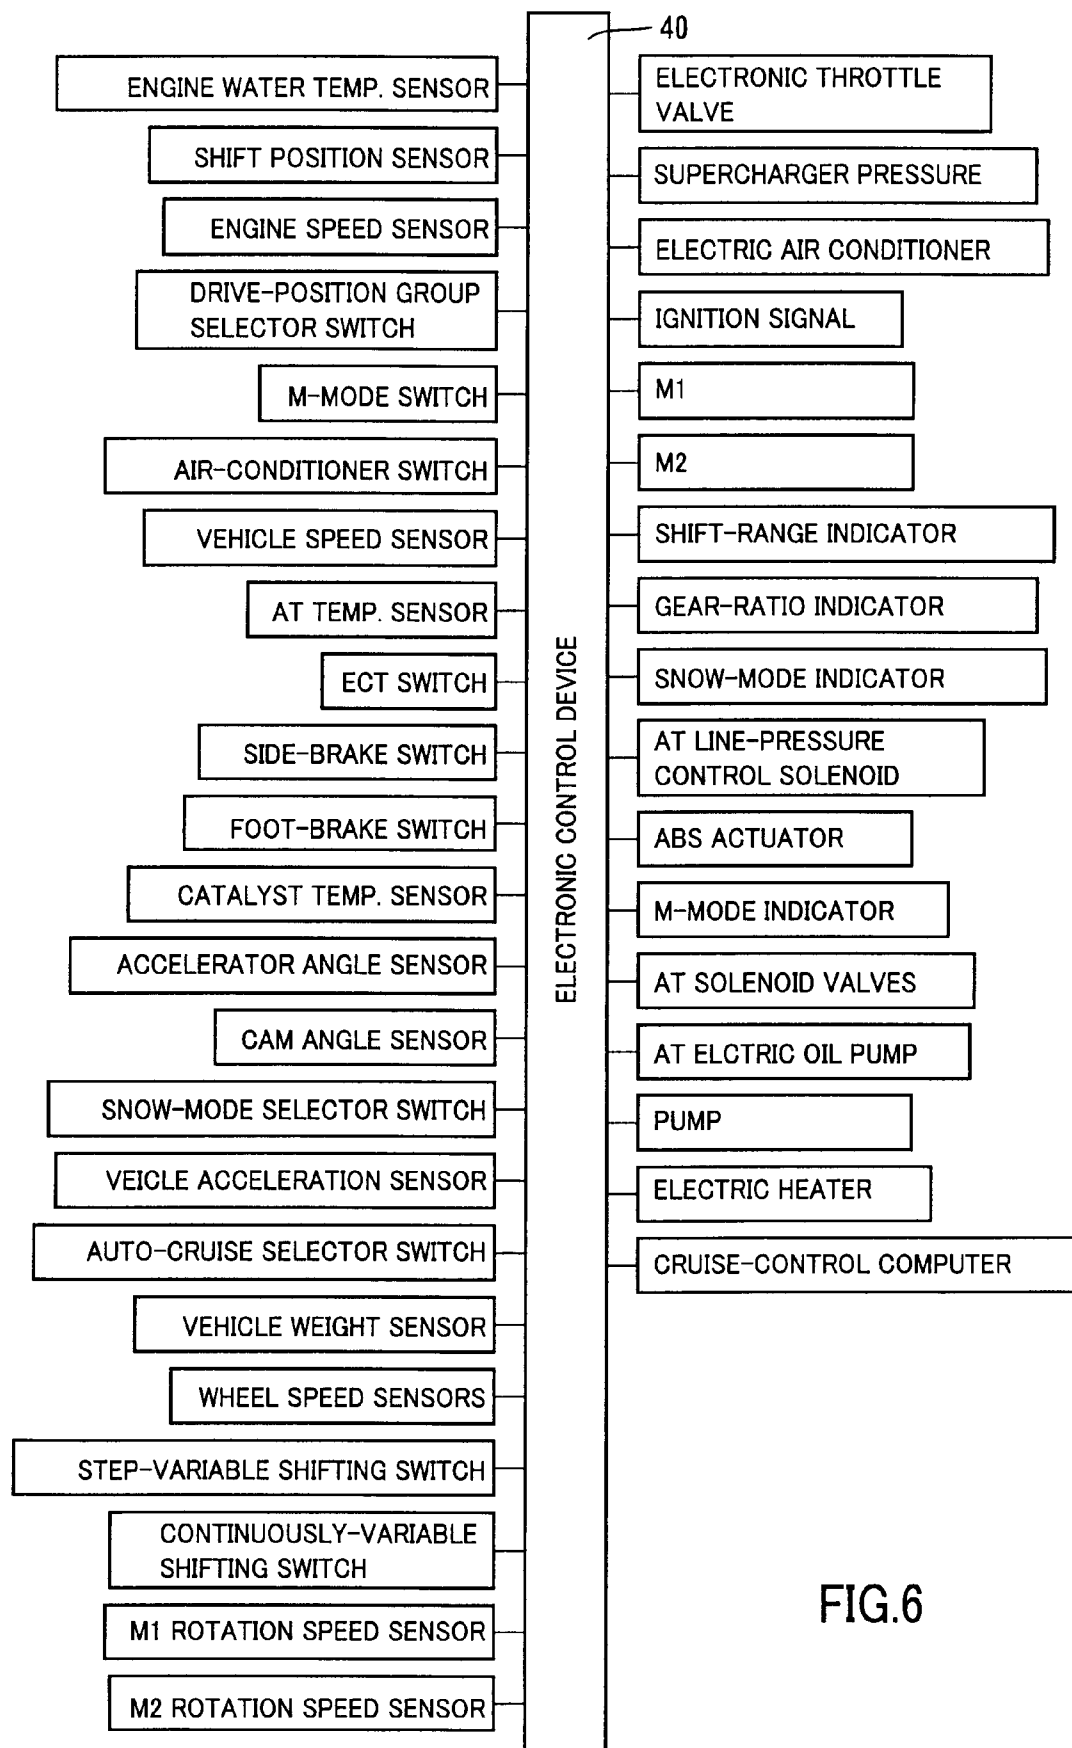 40
ENGINE WATER TEMP. SENSOR
SHIFT POSITION SENSOR
ENGINE SPEED SENSOR
DRIVE-POSITION GROUP
SELECTOR SWITCH
M-MODE SWITCH
AIR-CONDITIONER SWITCH
VEHICLE SPEED SENSOR
AT TEMP. SENSOR
ECT SWITCH
SIDE-BRAKE SWITCH
FOOT-BRAKE SWITCH
CATALYST TEMP. SENSOR
ACCELERATOR ANGLE SENSOR
CAM ANGLE SENSOR
SNOW-MODE SELECTOR SWITCH
VEICLE ACCELERATION SENSOR
AUTO-CRUISE SELECTOR SWITCH
VEHICLE WEIGHT SENSOR
WHEEL SPEED SENSORS
STEP-VARIABLE SHIFTING SWITCH
CONTINUOUSLY-VARIABLE
SHIFTING SWITCH
M1 ROTATION SPEED SENSOR
M2 ROTATION SPEED SENSOR
ELECTRONIC CONTROL DEVICE
ELECTRONIC THROTTLE
VALVE
SUPERCHARGER PRESSURE
ELECTRIC AIR CONDITIONER
IGNITION SIGNAL
M1
M2
SHIFT-RANGE INDICATOR
GEAR-RATIO INDICATOR
SNOW-MODE INDICATOR
AT LINE-PRESSURE
CONTROL SOLENOID
ABS ACTUATOR
M-MODE INDICATOR
AT SOLENOID VALVES
AT ELCTRIC OIL PUMP
PUMP
ELECTRIC HEATER
CRUISE-CONTROL COMPUTER
FIG.6